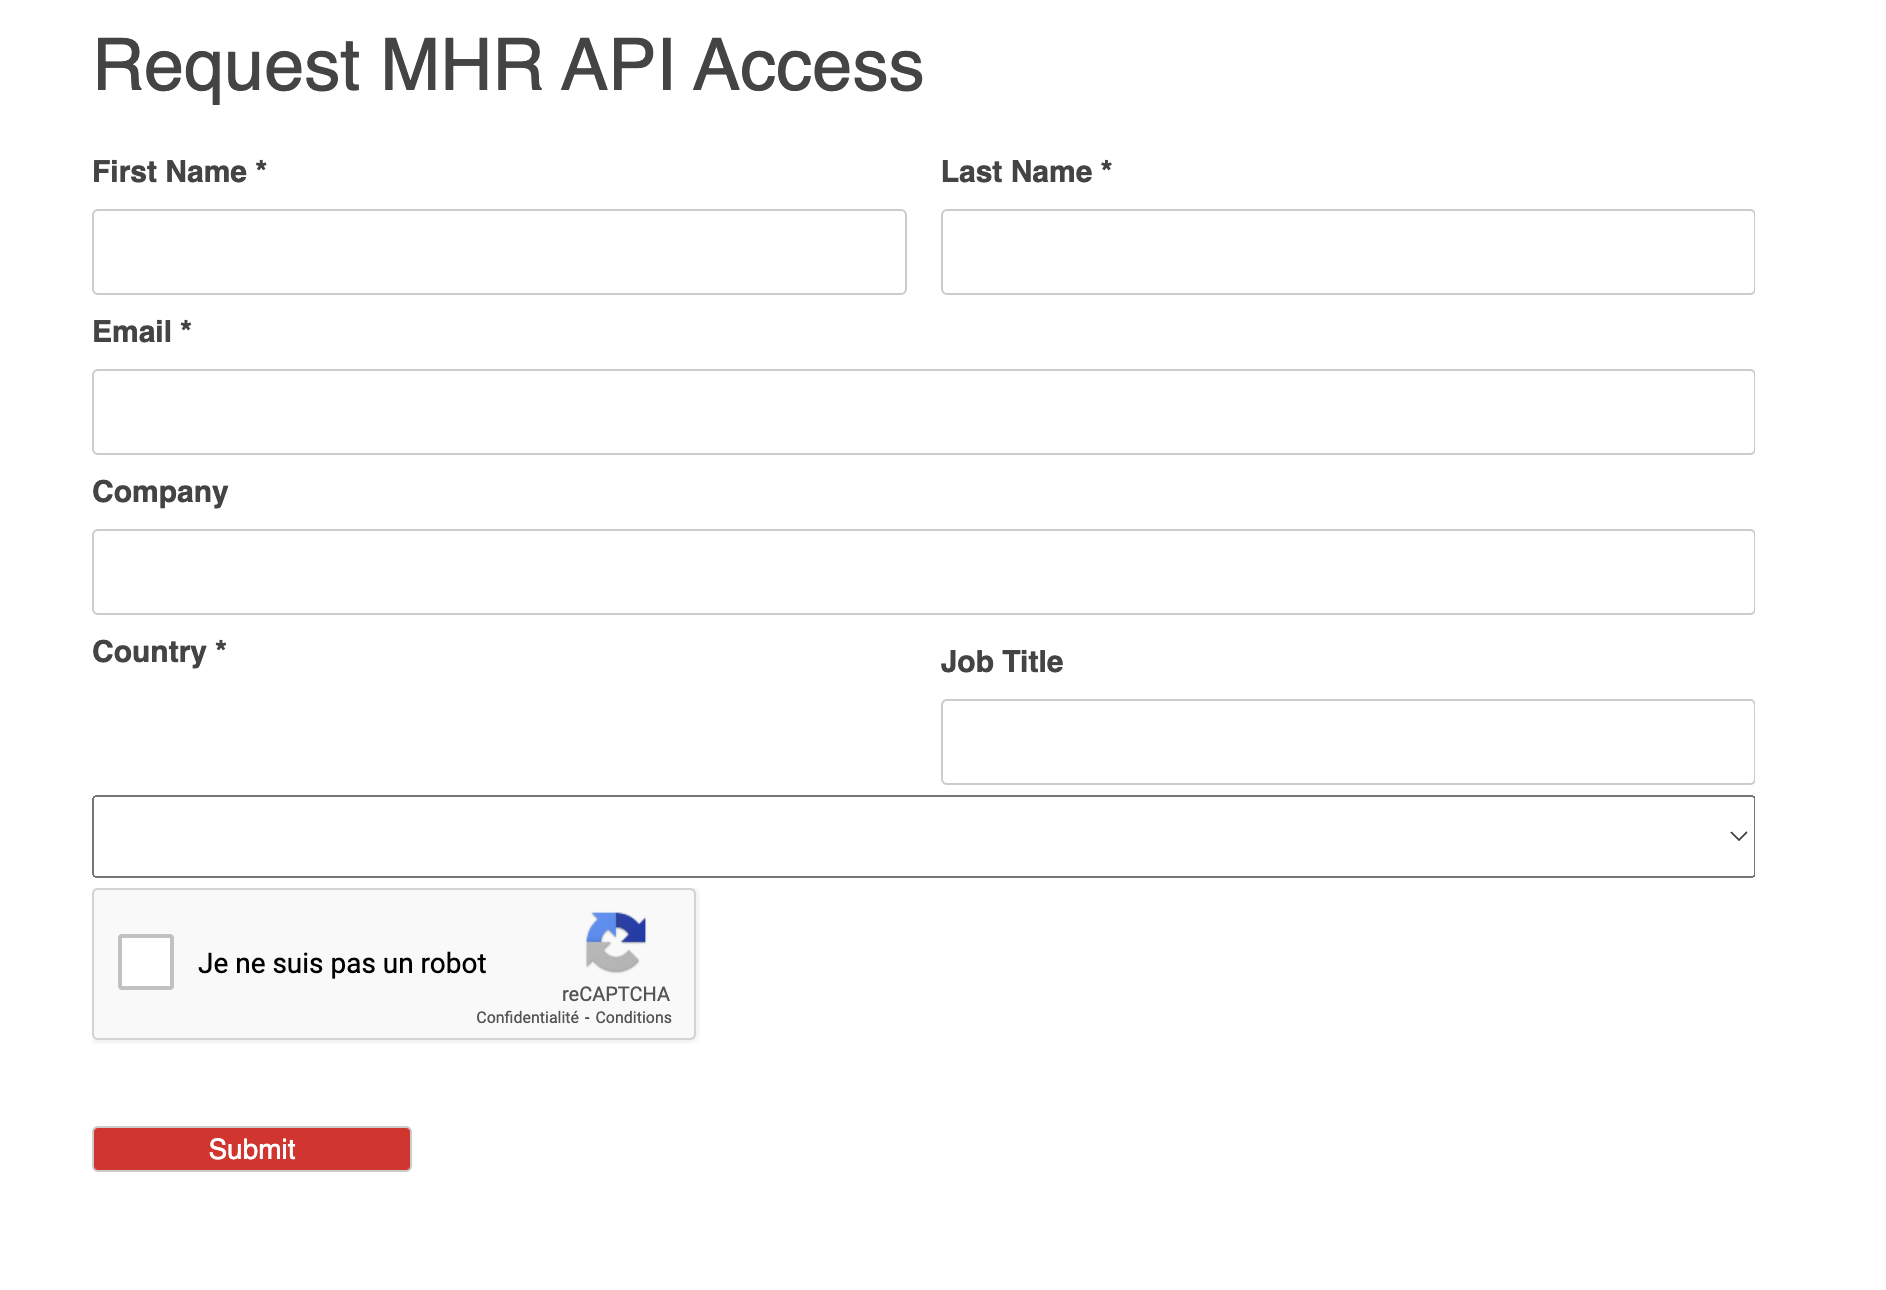 Request MHR API Access
First Name *
Last Name *
Email *
Company
Country *
Job Title
Je ne suis pas un robot
reCAPTCHA
Confidentialité - Conditions
Submit